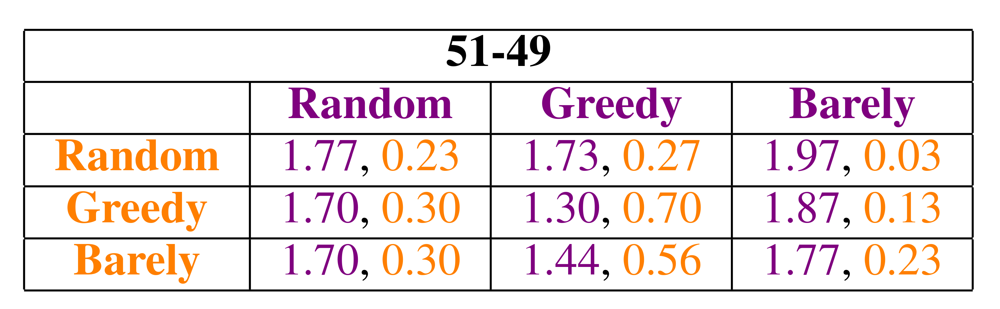 51-49
Random Greedy Barely
Random 1.77, 0.23 1.73, 0.27 1.97, 0.03
Greedy 1.70, 0.30 1.30, 0.70 1.87, 0.13
Barely 1.70, 0.30 1.44, 0.56 1.77, 0.23